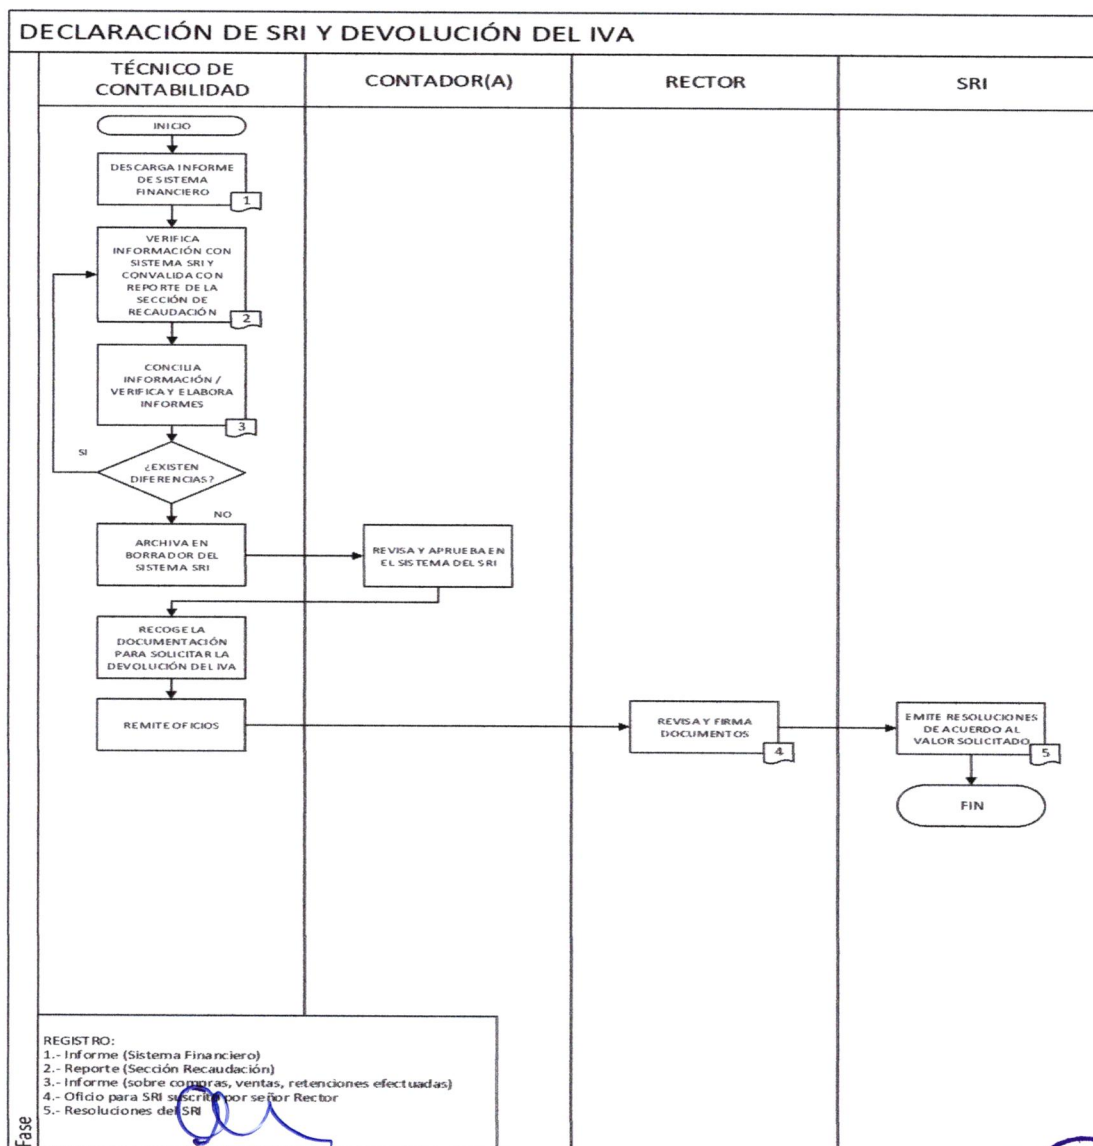 DECLARACIÓN DE SRI Y DEVOLUCIÓN DEL IVA
TÉCNICO DE
CONTABILIDAD
CONTADOR(A)
RECTOR
SRI
INICIO
DESCARGA INFORME
DE SISTEMA
FINANCIERO
1
VERIFICA
INFORMACIÓN CON
SISTEMA SRI Y
CONVALIDA CON
REPORTE DE LA
SECCIÓN DE
RECAUDACIÓN
2
CONCILIA
INFORMACIÓN /
VERIFICA Y ELABORA
INFORMES
3
SI
¿EXISTEN
DIFERENCIAS?
NO
ARCHIVA EN
BORRADOR DEL
SISTEMA SRI
REVISA Y APRUEBA EN
EL SISTEMA DEL SRI
RECOGE LA
DOCUMENTACIÓN
PARA SOLICITAR LA
DEVOLUCIÓN DEL IVA
REMITE OFICIOS
REVISA Y FIRMA
DOCUMENTOS
4
EMITE RESOLUCIONES
DE ACUERDO AL
VALOR SOLICITADO
5
FIN
REGISTRO:
1.- Informe (Sistema Financiero)
2.- Reporte (Sección Recaudación)
3.- Informe (sobre compras, ventas, retenciones efectuadas)
4.- Oficio para SRI suscrito por señor Rector
5.- Resoluciones del SRI
Fase